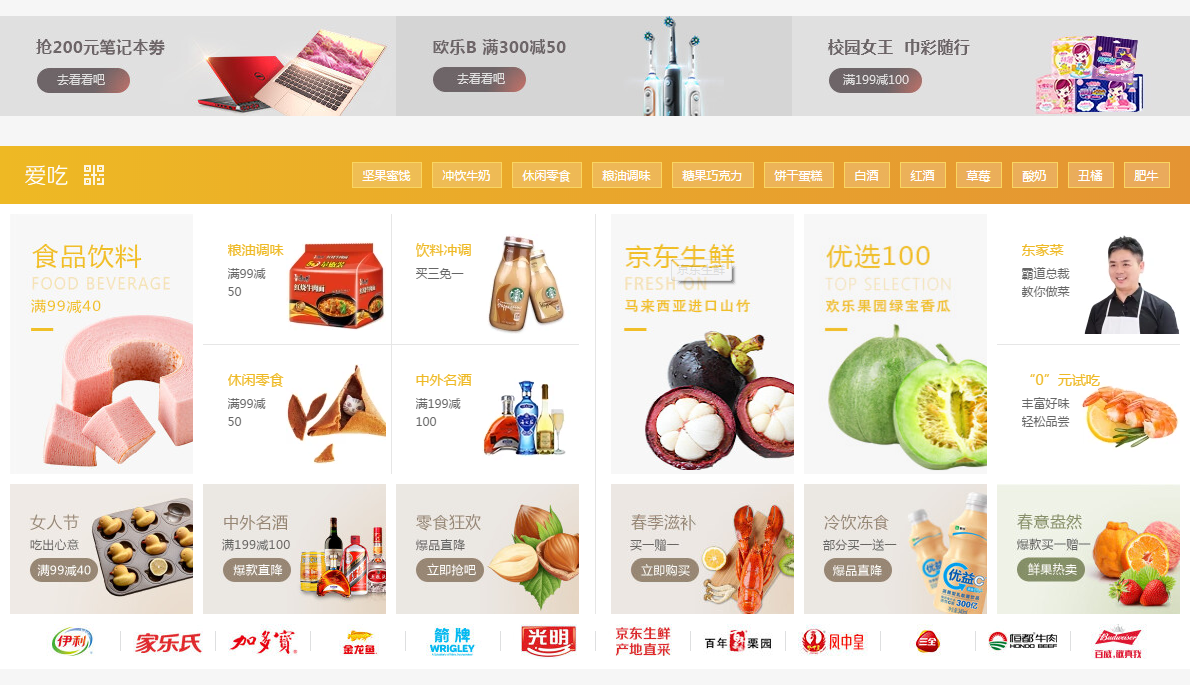 抢200元笔记本券
去看看吧
欧乐B 满300减50
去看看吧
校园女王 巾彩随行
满199减100
爱吃
坚果蜜饯
冲饮牛奶
休闲零食
粮油调味
糖果巧克力
饼干蛋糕
白酒
红酒
草莓
酸奶
丑橘
肥牛
食品饮料
FOOD BEVERAGE
满99减40
粮油调味
满99减
50
饮料冲调
买三免一
休闲零食
满99减
50
中外名酒
满199减
100
京东生鲜
京东生鲜
FRESH ON
马来西亚进口山竹
优选100
TOP SELECTION
欢乐果园绿宝香瓜
东家菜
霸道总裁
教你做菜
“0”元试吃
丰富好味
轻松品尝
女人节
吃出心意
满99减40
中外名酒
满199减100
爆款直降
零食狂欢
爆品直降
立即抢吧
春季滋补
买一赠一
立即购买
冷饮冻食
部分买一送一
爆品直降
优益C
300亿
春意盎然
爆款买一赠一
鲜果热卖
伊利
家乐氏
加多宝
金龙鱼
箭牌
WRIGLEY
光明
京东生鲜
产地直采
百年栗园
凤中皇
三全
恒都牛肉
HONDO BEEF
Budweiser
百威,敬真我